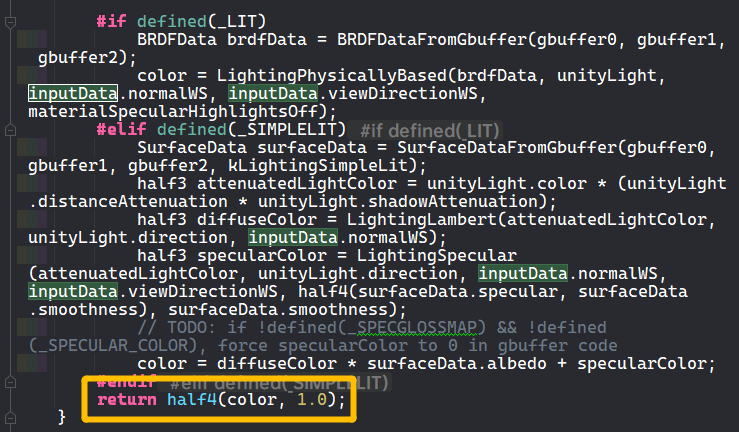 #if defined(_LIT)
BRDFData brdfData = BRDFDataFromGbuffer(gbuffer0, gbuffer1,
gbuffer2);
color = LightingPhysicallyBased(brdfData, unityLight,
inputData.normalWS, inputData.viewDirectionWS,
materialSpecularHighlightsOff);
#elif defined(_SIMPLELIT) #if defined(_LIT)
SurfaceData surfaceData = SurfaceDataFromGbuffer(gbuffer0,
gbuffer1, gbuffer2, kLightingSimpleLit);
half3 attenuatedLightColor = unityLight.color * (unityLight
.distanceAttenuation * unityLight.shadowAttenuation);
half3 diffuseColor = LightingLambert(attenuatedLightColor,
unityLight.direction, inputData.normalWS);
half3 specularColor = LightingSpecular
(attenuatedLightColor, unityLight.direction, inputData.normalWS,
inputData.viewDirectionWS, half4(surfaceData.specular, surfaceData
.smoothness), surfaceData.smoothness);
// TODO: if !defined(_SPECGLOSSMAP) && !defined
(_SPECULAR_COLOR), force specularColor to 0 in gbuffer code
color = diffuseColor * surfaceData.albedo + specularColor;
#endif #elif defined(_SIMPLELIT)
return half4(color, 1.0);
}